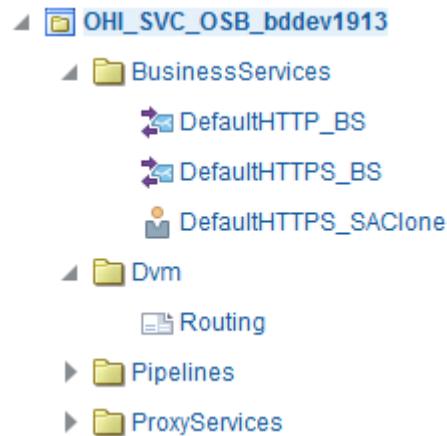 OHI_SVC_OSB_bddev1913
BusinessServices
DefaultHTTP_BS
DefaultHTTPS_BS
DefaultHTTPS_SAClone
Dvm
Routing
Pipelines
ProxyServices